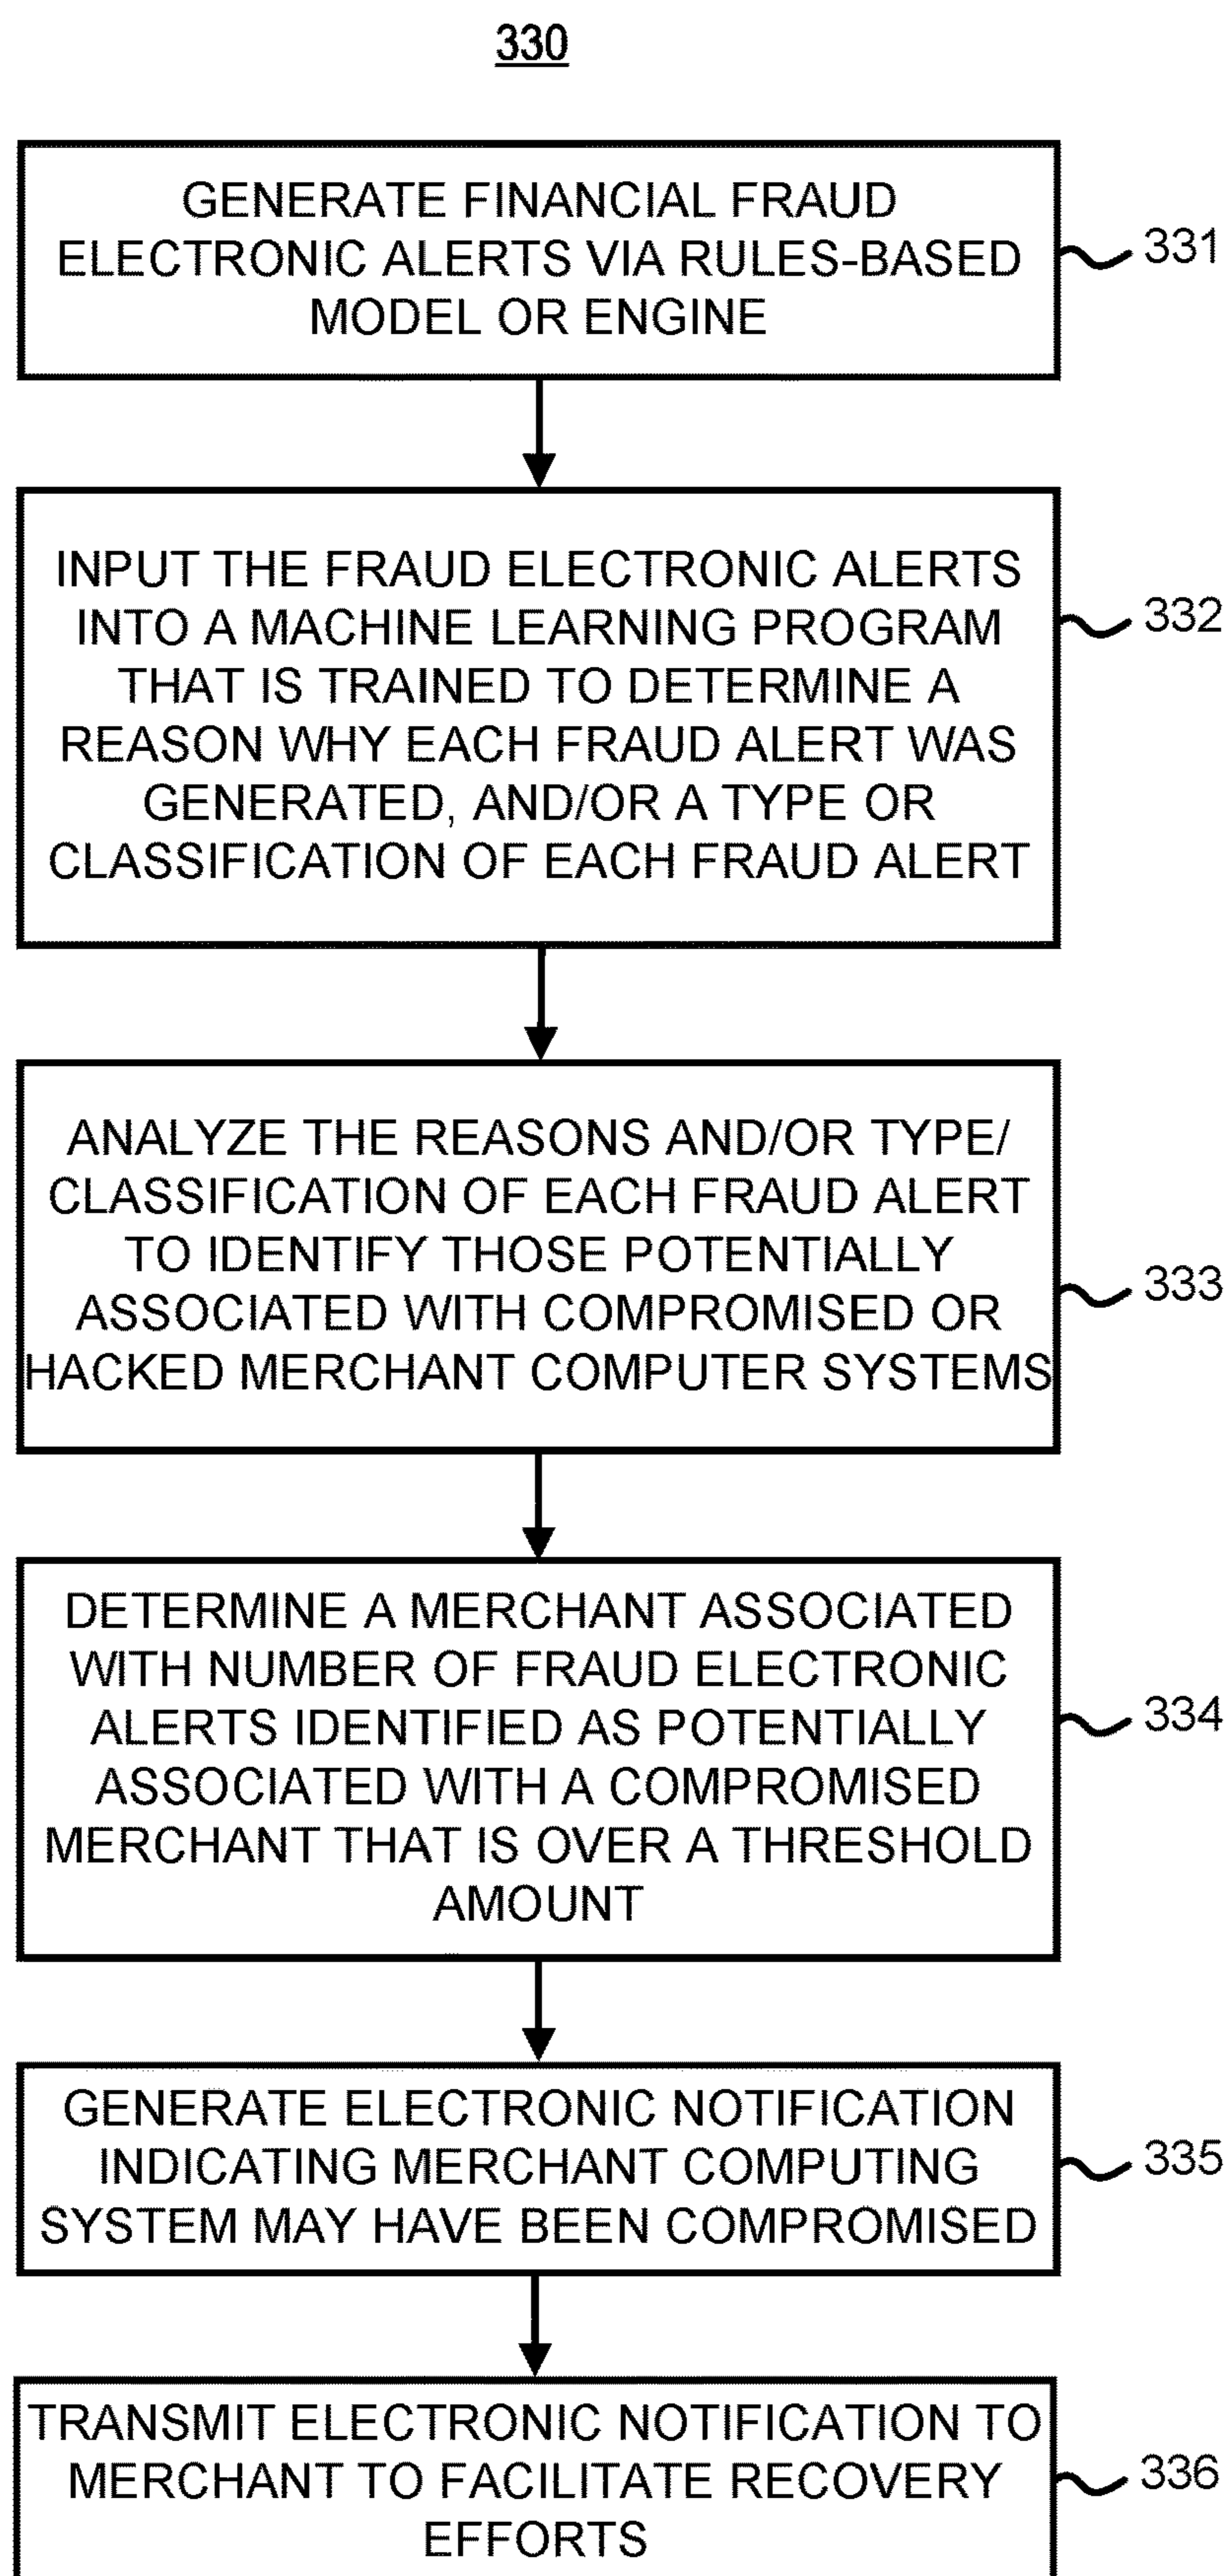 330
GENERATE FINANCIAL FRAUD
ELECTRONIC ALERTS VIA RULES-BASED
MODEL OR ENGINE
331
INPUT THE FRAUD ELECTRONIC ALERTS
INTO A MACHINE LEARNING PROGRAM
THAT IS TRAINED TO DETERMINE A
REASON WHY EACH FRAUD ALERT WAS
GENERATED, AND/OR A TYPE OR
CLASSIFICATION OF EACH FRAUD ALERT
332
ANALYZE THE REASONS AND/OR TYPE/
CLASSIFICATION OF EACH FRAUD ALERT
TO IDENTIFY THOSE POTENTIALLY
ASSOCIATED WITH COMPROMISED OR
HACKED MERCHANT COMPUTER SYSTEMS
333
DETERMINE A MERCHANT ASSOCIATED
WITH NUMBER OF FRAUD ELECTRONIC
ALERTS IDENTIFIED AS POTENTIALLY
ASSOCIATED WITH A COMPROMISED
MERCHANT THAT IS OVER A THRESHOLD
AMOUNT
334
GENERATE ELECTRONIC NOTIFICATION
INDICATING MERCHANT COMPUTING
SYSTEM MAY HAVE BEEN COMPROMISED
335
TRANSMIT ELECTRONIC NOTIFICATION TO
MERCHANT TO FACILITATE RECOVERY
EFFORTS
336